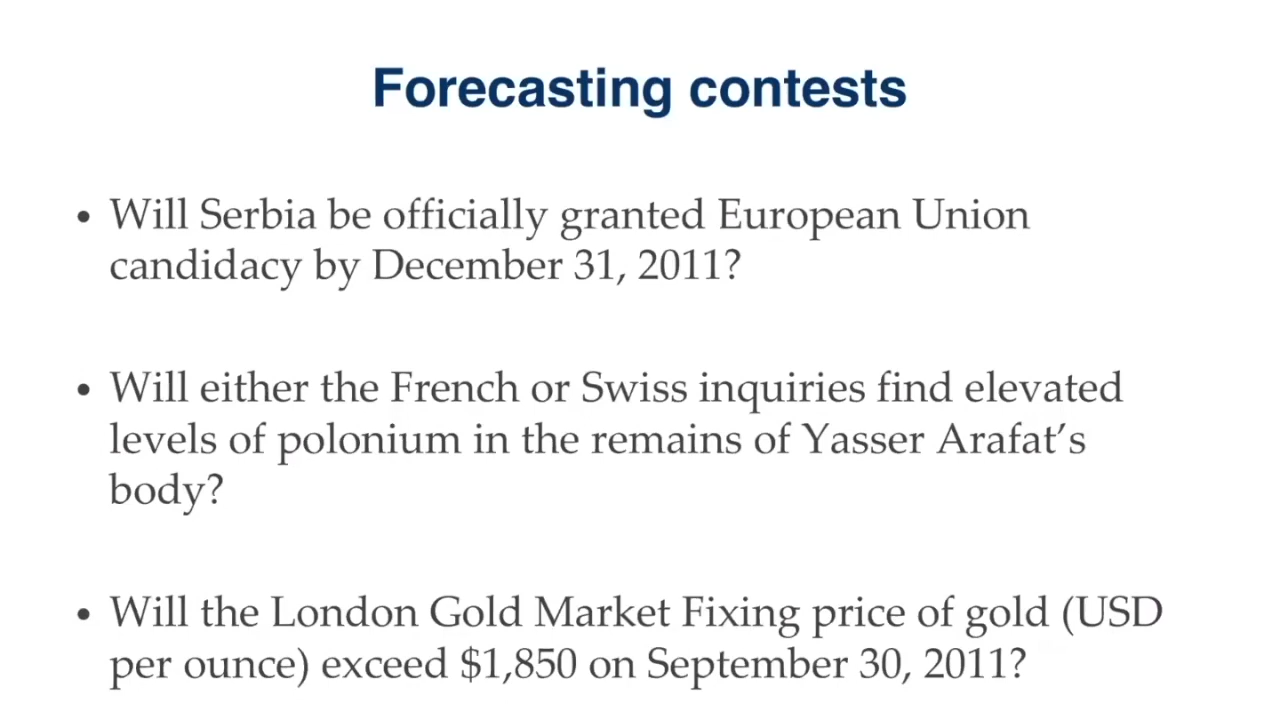 Forecasting contests
• Will Serbia be officially granted European Union
candidacy by December 31, 2011?
• Will either the French or Swiss inquiries find elevated
levels of polonium in the remains of Yasser Arafat’s
body?
• Will the London Gold Market Fixing price of gold (USD
per ounce) exceed $1,850 on September 30, 2011?